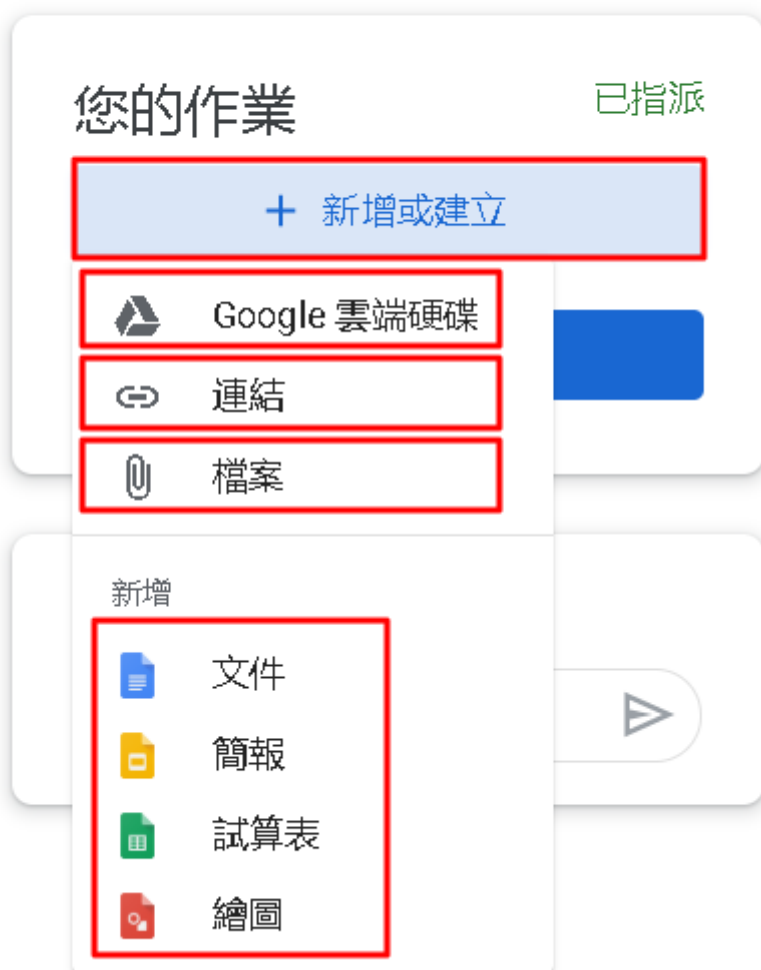 您的作業
已指派
+ 新增或建立
Google 雲端硬碟
連結
檔案
新增
文件
簡報
試算表
繪圖